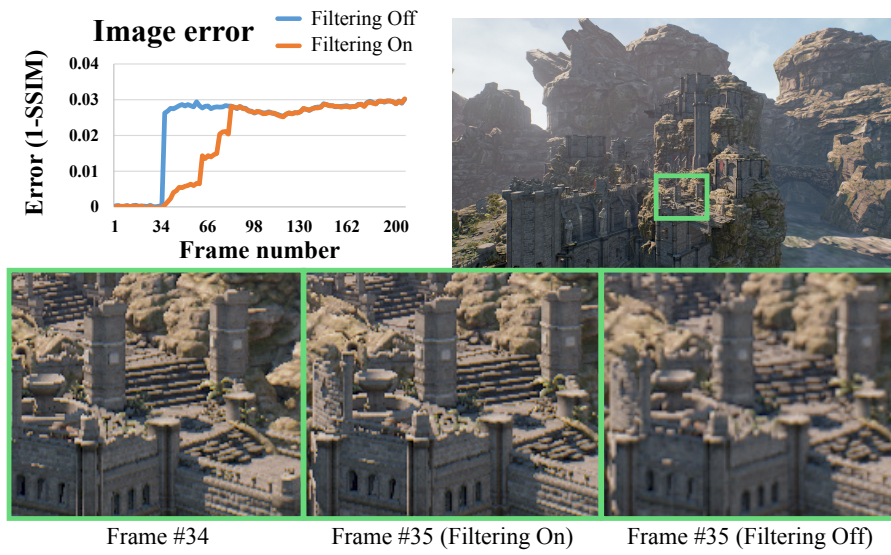 Image error
Filtering Off
Filtering On
Error (1-SSIM)
0.04
0.03
0.02
0.01
0
1 34 66 98 130 162 200
Frame number
Frame #34
Frame #35 (Filtering On)
Frame #35 (Filtering Off)